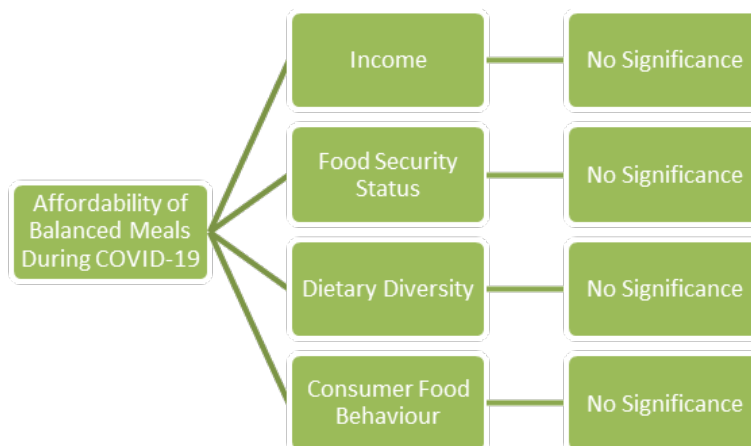 Affordability of
Balanced Meals
During COVID-19
Income
No Significance
Food Security
Status
No Significance
Dietary Diversity
No Significance
Consumer Food
Behaviour
No Significance